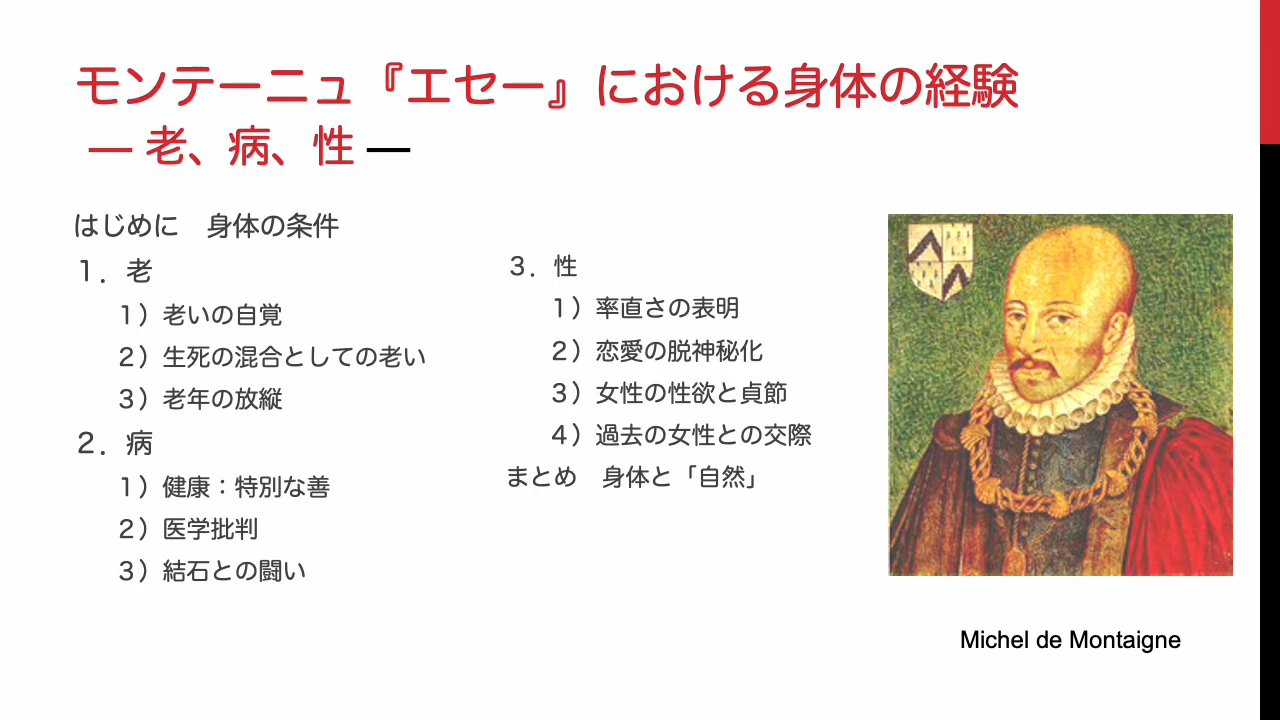 モンテーニュ『エセー』における身体の経験
― 老、病、性 ―
はじめに　身体の条件
１．老
１）老いの自覚
２）生死の混合としての老い
３）老年の放縦
２．病
１）健康：特別な善
２）医学批判
３）結石との闘い
３．性
１）率直さの表明
２）恋愛の脱神秘化
３）女性の性欲と貞節
４）過去の女性との交際
まとめ　身体と「自然」
Michel de Montaigne